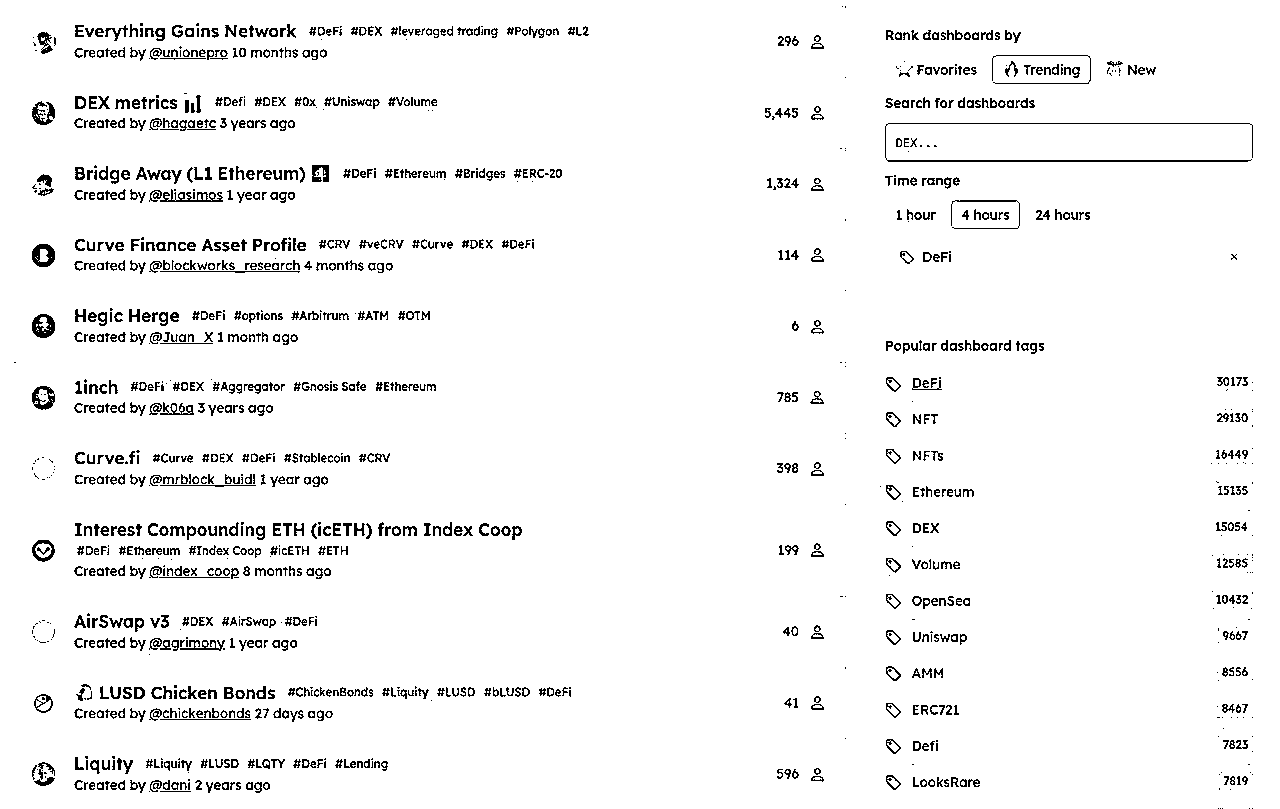 Everything Gains Network #DeFi #DEX #leveraged trading #Polygon #L2
Created by @unionepro 10 months ago
296
DEX metrics #Defi #DEX #0x #Uniswap #Volume
Created by @hagaetc 3 years ago
5,445
Bridge Away (L1 Ethereum) #DeFi #Ethereum #Bridges #ERC-20
Created by @eliasimos 1 year ago
1,324
Curve Finance Asset Profile #CRV #veCRV #Curve #DEX #DeFi
Created by @blockworks_research 4 months ago
114
Hegic Herge #DeFi #options #Arbitrum #ATM #OTM
Created by @Juan_X 1 month ago
6
1inch #DeFi #DEX #Aggregator #Gnosis Safe #Ethereum
Created by @k06a 3 years ago
785
Curve.fi #Curve #DEX #DeFi #Stablecoin #CRV
Created by @mrblock_buidl 1 year ago
398
Interest Compounding ETH (icETH) from Index Coop
#DeFi #Ethereum #Index Coop #icETH #ETH
Created by @index_coop 8 months ago
199
AirSwap v3 #DEX #AirSwap #DeFi
Created by @agrimony 1 year ago
40
LUSD Chicken Bonds #ChickenBonds #Liquity #LUSD #bLUSD #DeFi
Created by @chickenbonds 27 days ago
41
Liquity #Liquity #LUSD #LQTY #DeFi #Lending
Created by @dani 2 years ago
596
Rank dashboards by
Favorites Trending New
Search for dashboards
DEX...
Time range
1 hour 4 hours 24 hours
DeFi ×
Popular dashboard tags
DeFi 30173
NFT 29130
NFTs 16449
Ethereum 15135
DEX 15054
Volume 12585
OpenSea 10432
Uniswap 9667
AMM 8556
ERC721 8467
Defi 7823
LooksRare 7819